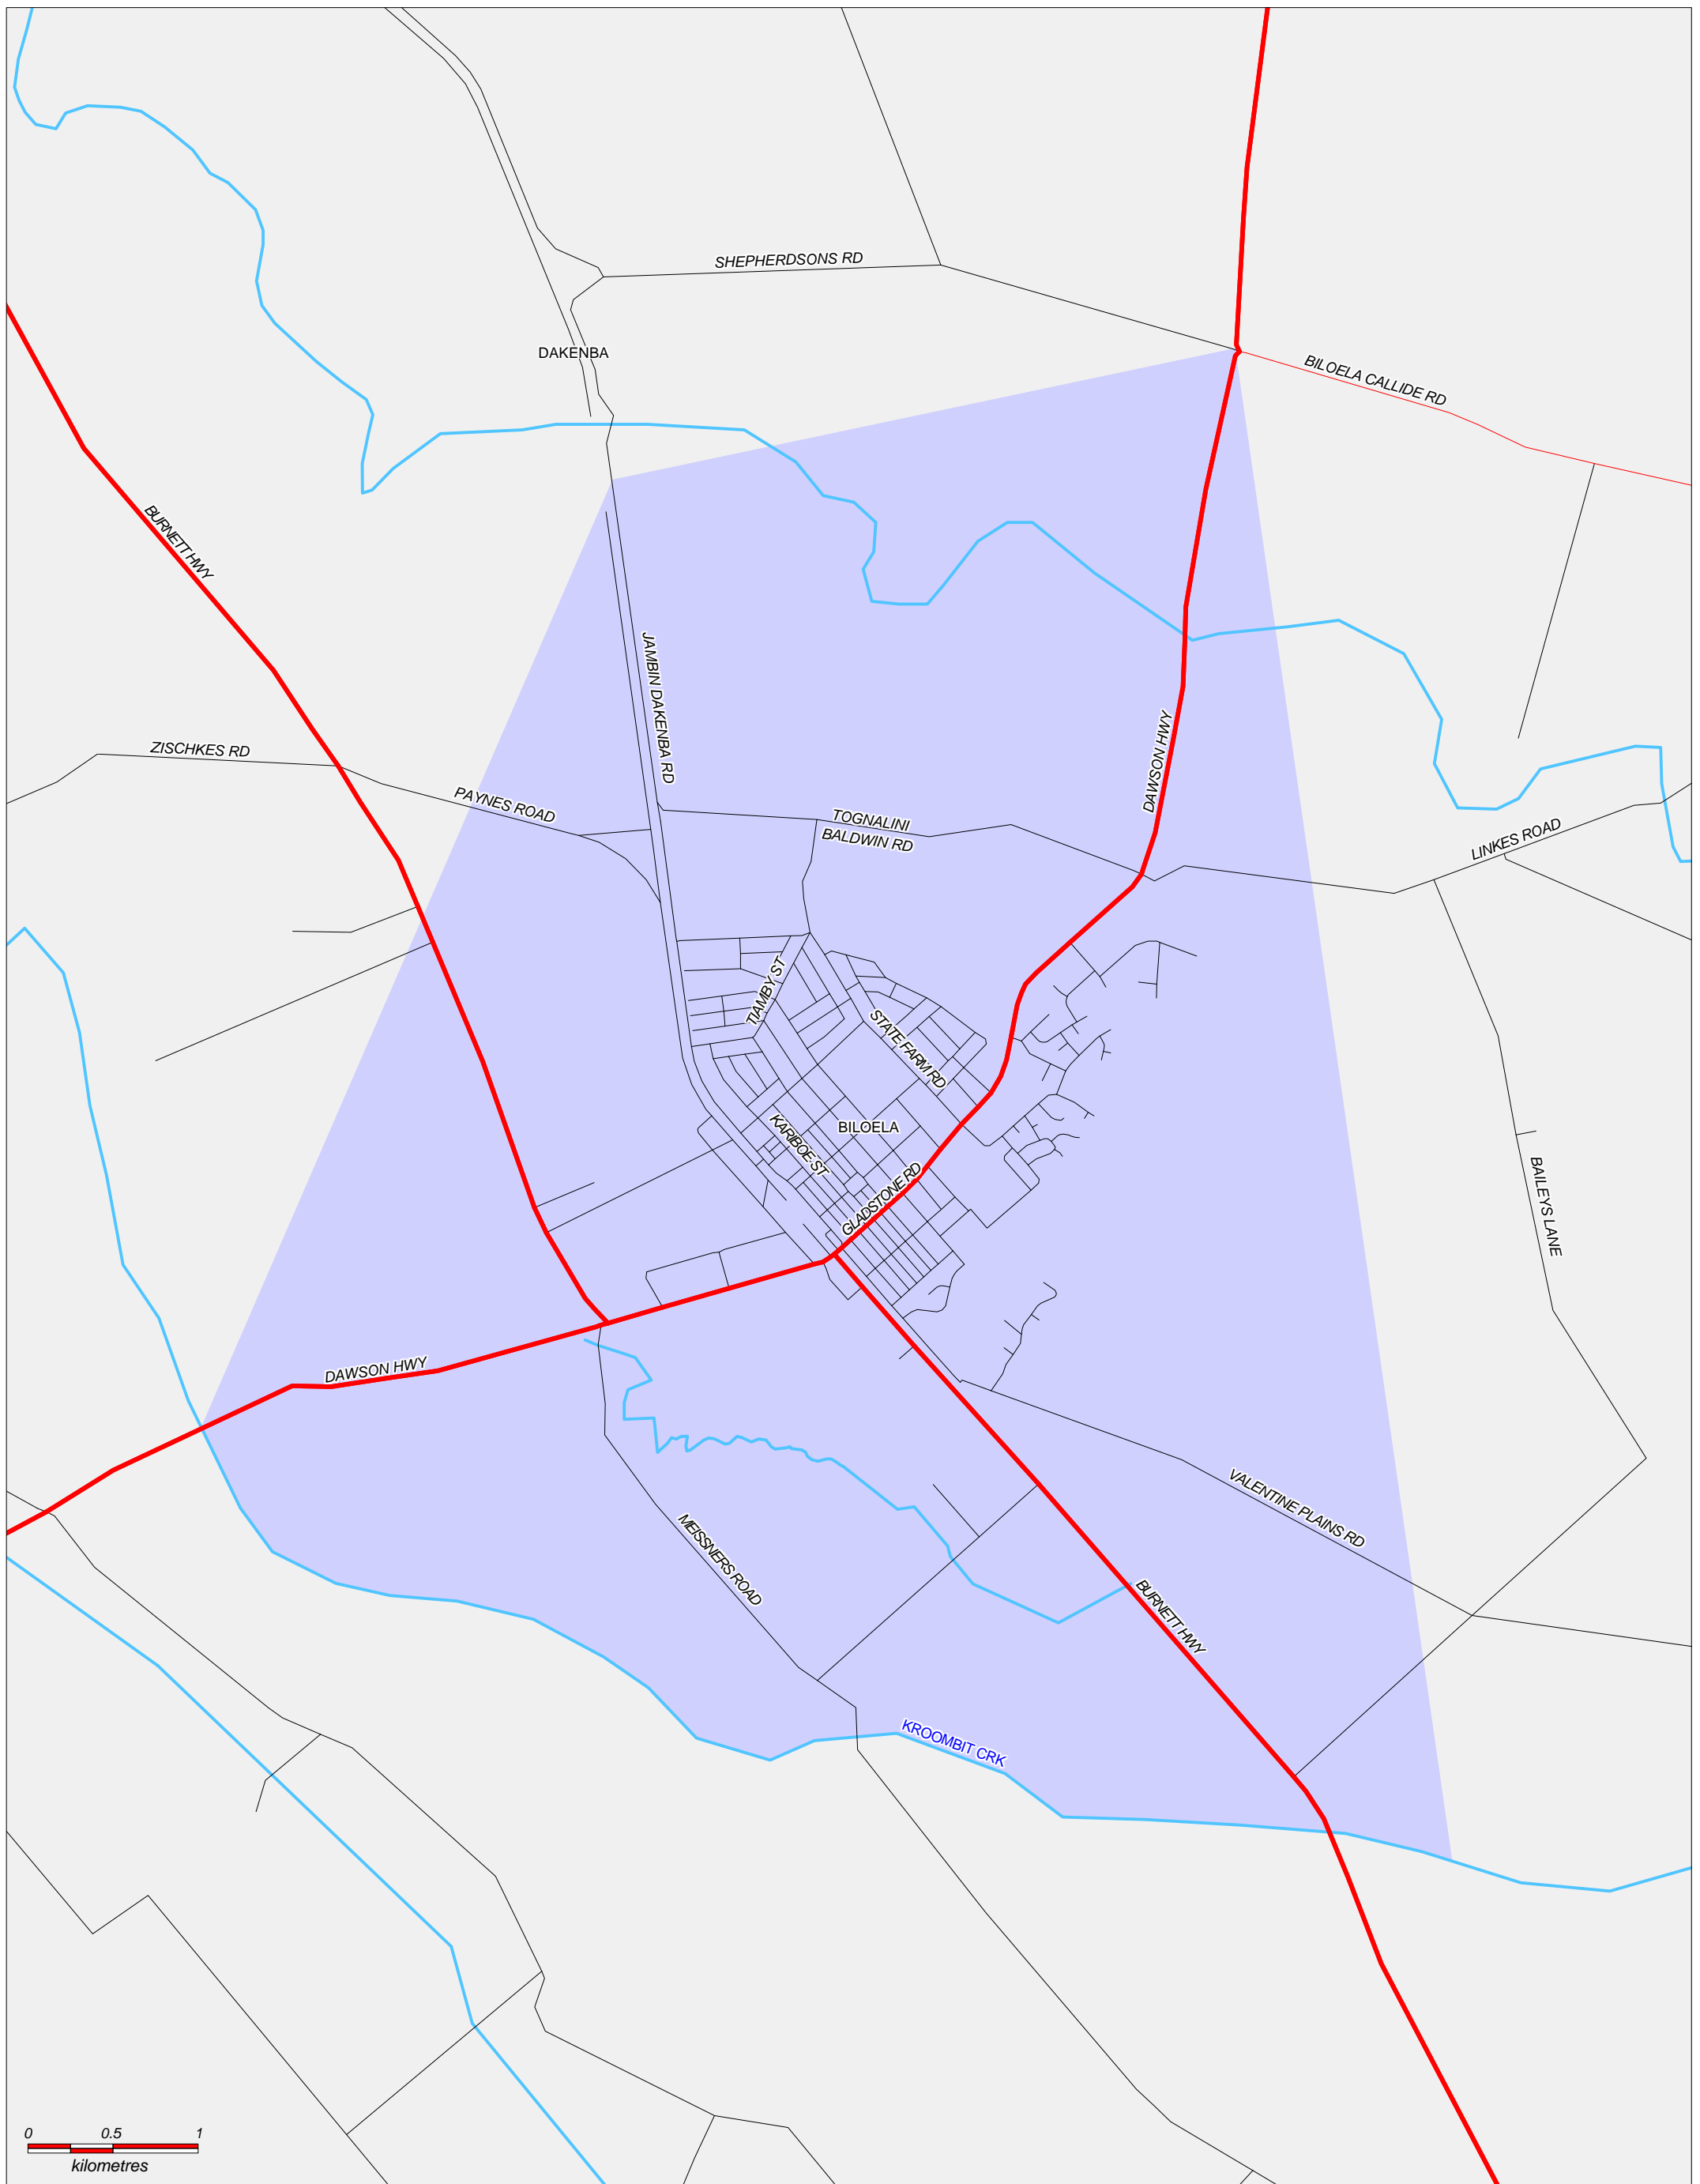 SHEPHERDSONS RD
DAKENBA
BILOELA CALLIDE RD
BURNETT HWY
JAMBIN DAKENBA RD
DAWSON HWY
ZISCHKES RD
PAYNES ROAD
TOGNALINI
BALDWIN RD
LINKES ROAD
TIAMBY ST
STATE FARM RD
KARIBOE ST
BILOELA
GLADSTONE RD
BAILEYS LANE
DAWSON HWY
VALENTINE PLAINS RD
MEISSNERS ROAD
BURNETT HWY
KROOMBIT CRK
0 0.5 1
kilometres